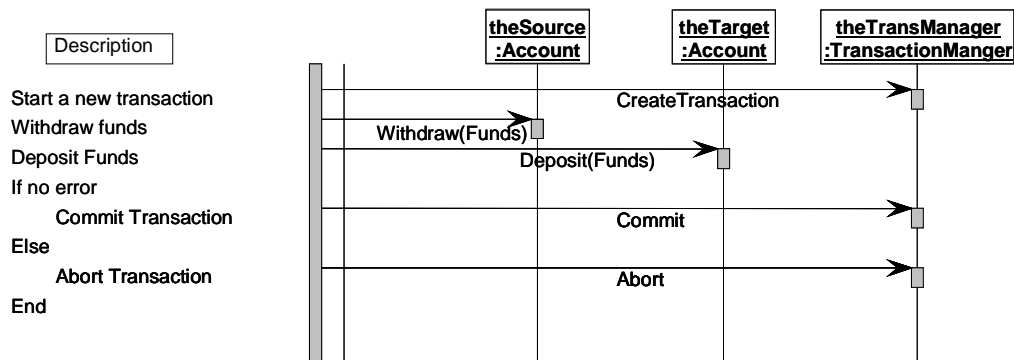 theSource
:Account
theTarget
:Account
theTransManager
:TransactionManger
Description
Start a new transaction
CreateTransaction
Withdraw funds
Withdraw(Funds)
Deposit Funds
Deposit(Funds)
If no error
Commit Transaction
Commit
Else
Abort Transaction
Abort
End